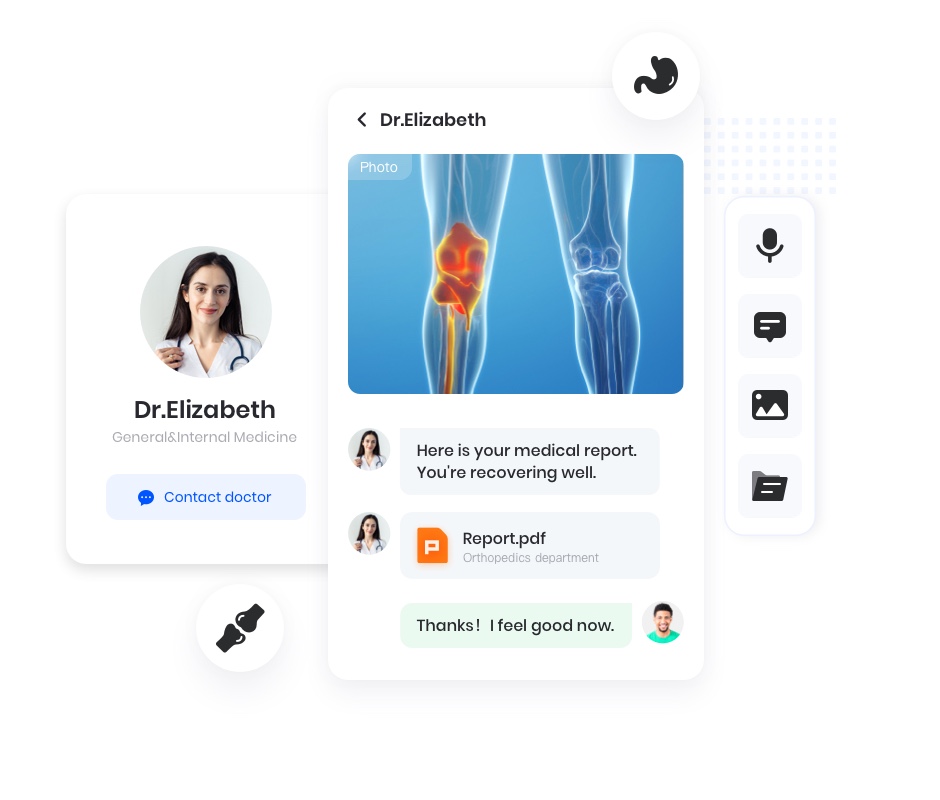 Dr.Elizabeth
Photo
Dr.Elizabeth
General&Internal Medicine
Contact doctor
Here is your medical report.
You're recovering well.
Report.pdf
Orthopedics department
Thanks! I feel good now.